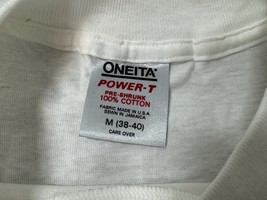 ONEITA
POWER-T
PRE-SHRUNK
100% COTTON
FABRIC MADE IN U.S.A.
SEWN IN JAMAICA
M (38-40)
CARE OVER